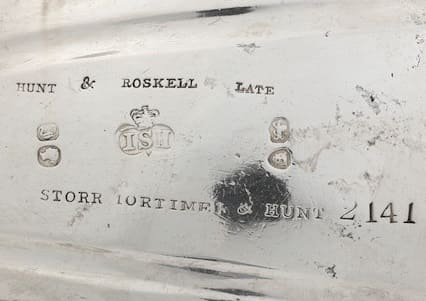 HUNT & ROSKELL LATE
ISH
STORR MORTIMER & HUNT 2141